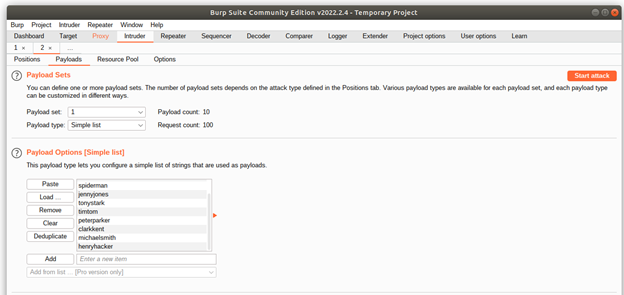 Burp Suite Community Edition v2022.2.4 - Temporary Project
Burp Project Intruder Repeater Window Help
Dashboard Target Proxy Intruder Repeater Sequencer Decoder Comparer Logger Extender Project options User options Learn
1 × 2 × ...
Positions Payloads Resource Pool Options
? Payload Sets Start attack
You can define one or more payload sets. The number of payload sets depends on the attack type defined in the Positions tab. Various payload types are available for each payload set, and each payload type
can be customized in different ways.
Payload set: 1 Payload count: 10
Payload type: Simple list Request count: 100
? Payload Options [Simple list]
This payload type lets you configure a simple list of strings that are used as payloads.
Paste spiderman
Load ... jennyjones
tonystark
Remove timtom
Clear peterparker
clarkkent
Deduplicate michaelsmith
henryhacker
Add Enter a new item
Add from list ... [Pro version only]